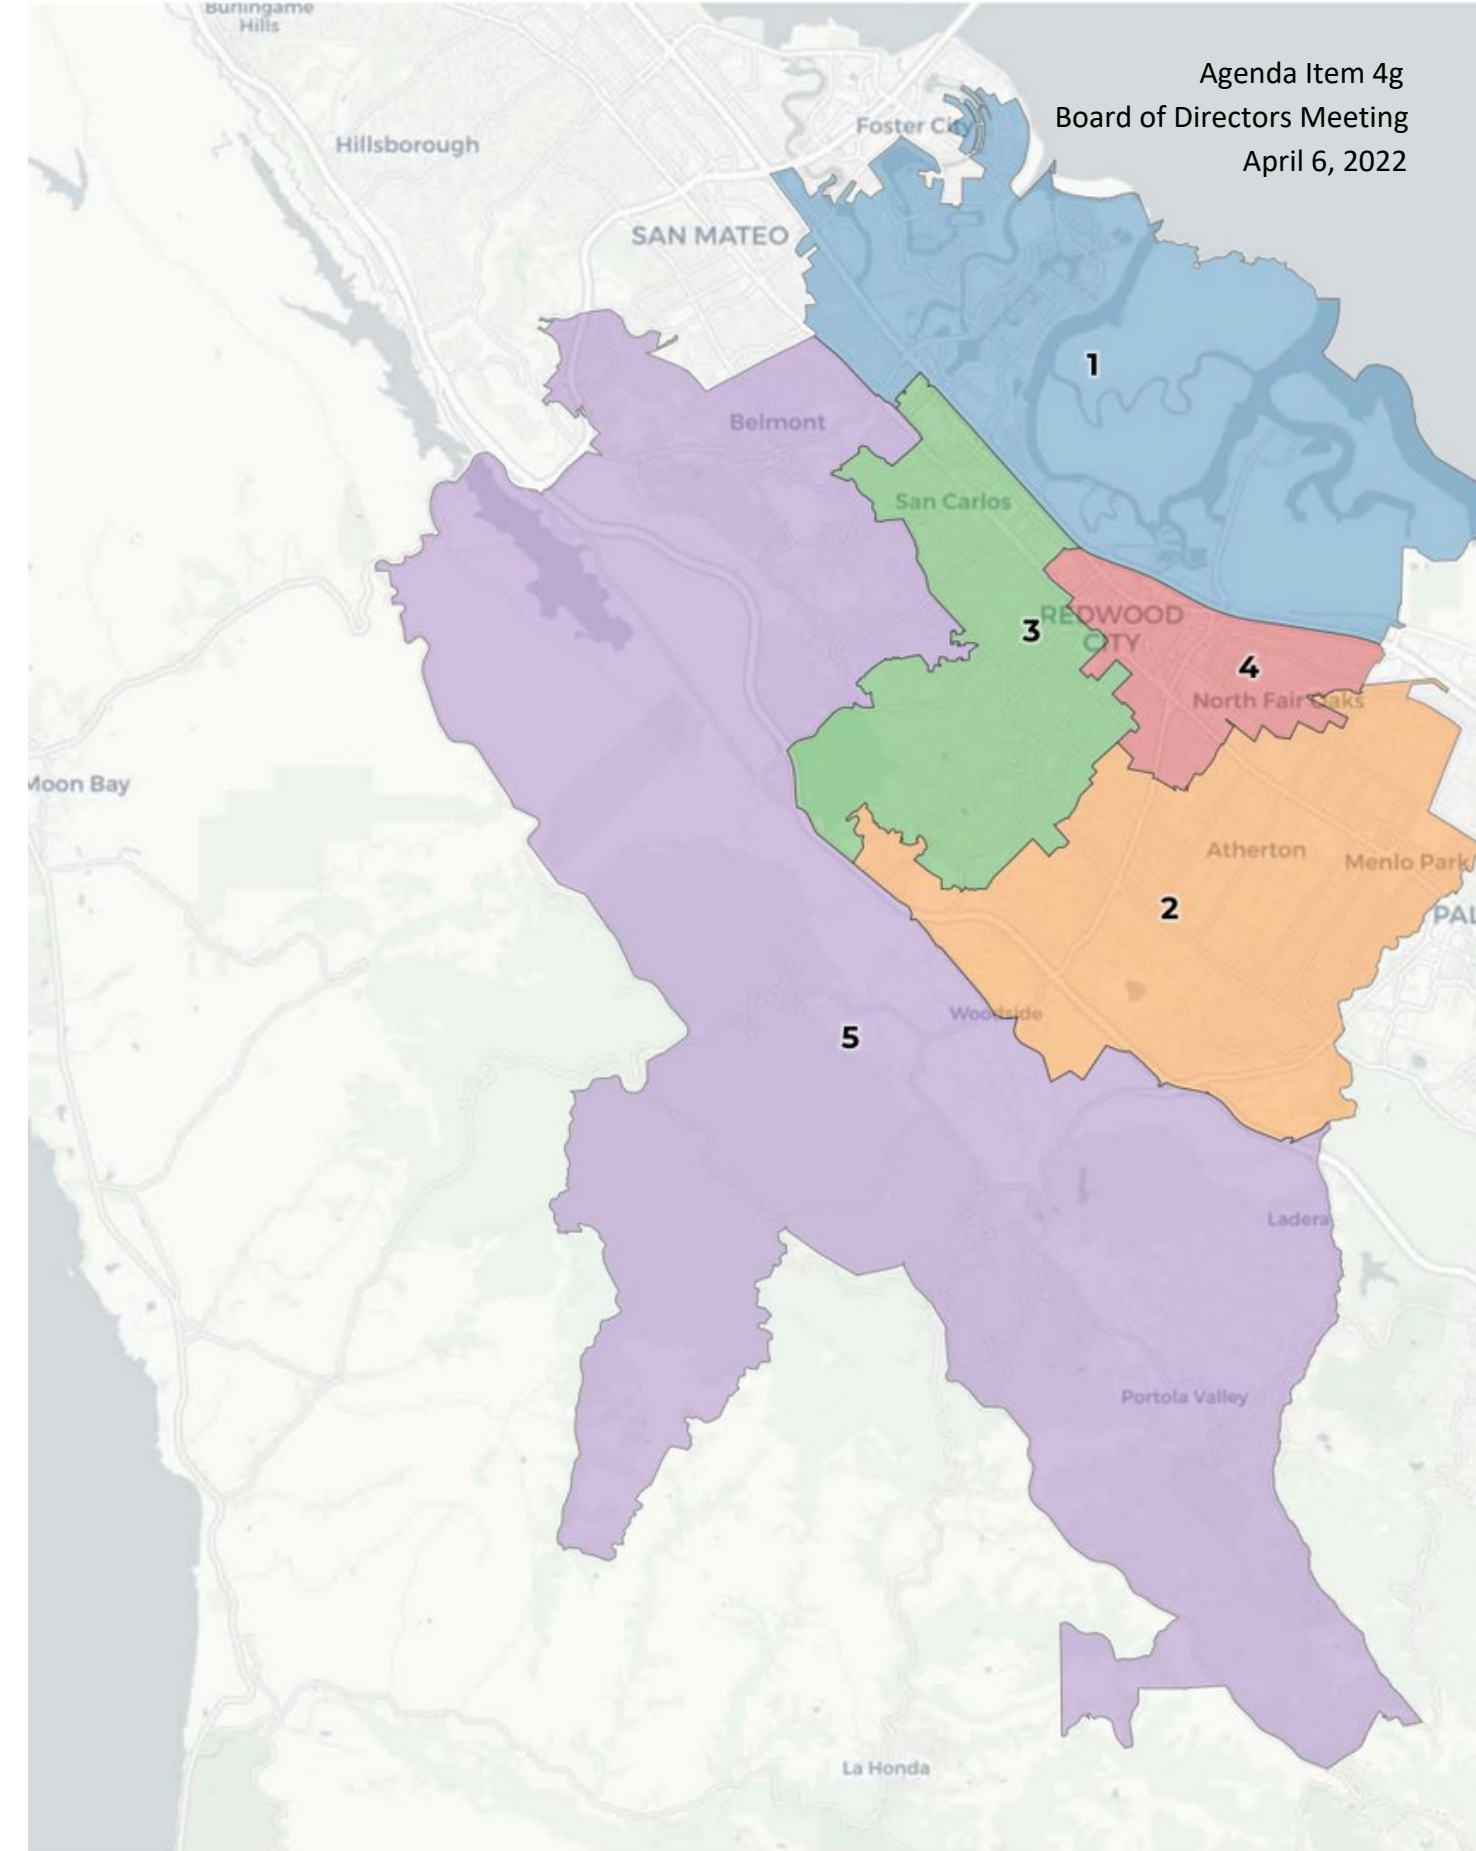 Burlingame
Hills
Agenda Item 4g
Board of Directors Meeting
April 6, 2022
Foster City
Hillsborough
SAN MATEO
1
Belmont
San Carlos
REDWOOD
CITY
3
4
North Fair Oaks
Moon Bay
Atherton
Menlo Park/
2
PAL
Woodside
5
Ladera
Portola Valley
La Honda